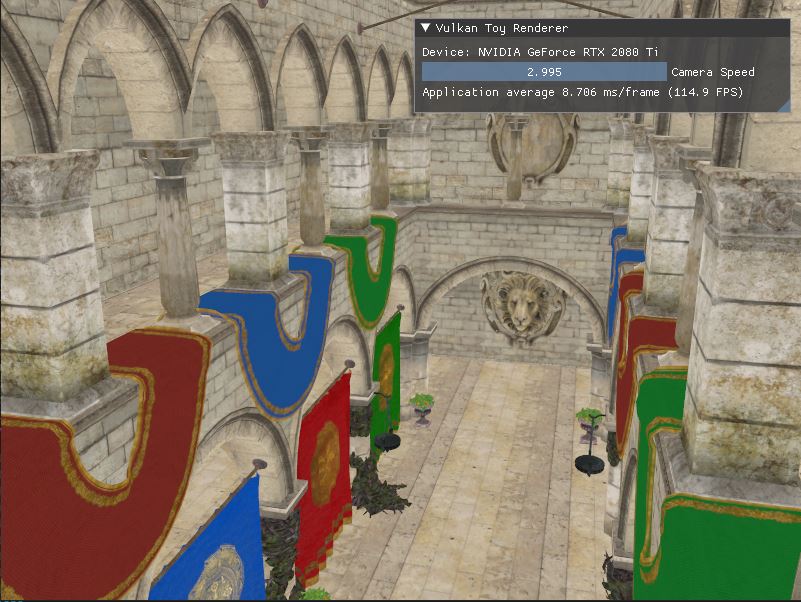 Vulkan Toy Renderer
Device: NVIDIA GeForce RTX 2080 Ti
2.995 Camera Speed
Application average 8.706 ms/frame (114.9 FPS)